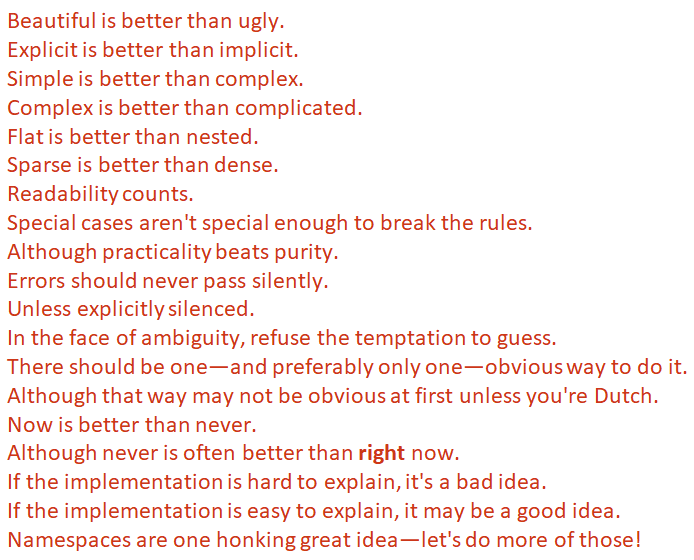 Beautiful is better than ugly.
Explicit is better than implicit.
Simple is better than complex.
Complex is better than complicated.
Flat is better than nested.
Sparse is better than dense.
Readability counts.
Special cases aren't special enough to break the rules.
Although practicality beats purity.
Errors should never pass silently.
Unless explicitly silenced.
In the face of ambiguity, refuse the temptation to guess.
There should be one—and preferably only one—obvious way to do it.
Although that way may not be obvious at first unless you're Dutch.
Now is better than never.
Although never is often better than right now.
If the implementation is hard to explain, it's a bad idea.
If the implementation is easy to explain, it may be a good idea.
Namespaces are one honking great idea—let's do more of those!